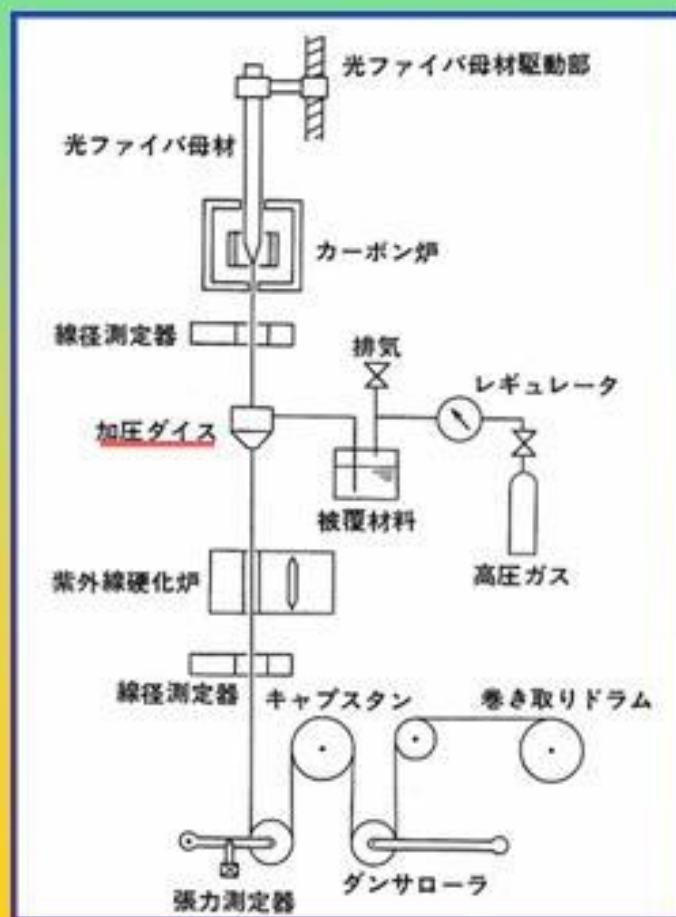 光ファイバ母材駆動部
光ファイバ母材
カーボン炉
線径測定器
排気
レギュレータ
加圧ダイス
被覆材料
高圧ガス
紫外線硬化炉
線径測定器
キャプスタン
巻き取りドラム
ダンサローラ
張力測定器